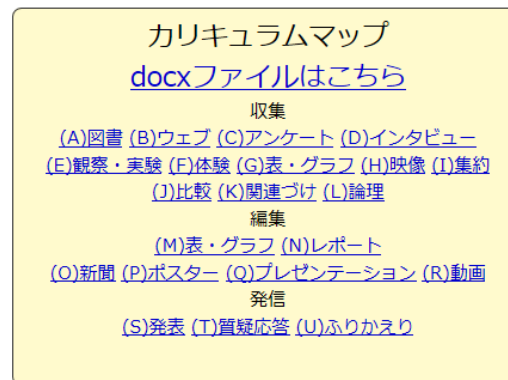 カリキュラムマップ
docxファイルはこちら
収集
(A)図書 (B)ウェブ (C)アンケート (D)インタビュー
(E)観察・実験 (F)体験 (G)表・グラフ (H)映像 (I)集約
(J)比較 (K)関連づけ (L)論理
編集
(M)表・グラフ (N)レポート
(O)新聞 (P)ポスター (Q)プレゼンテーション (R)動画
発信
(S)発表 (T)質疑応答 (U)ふりかえり